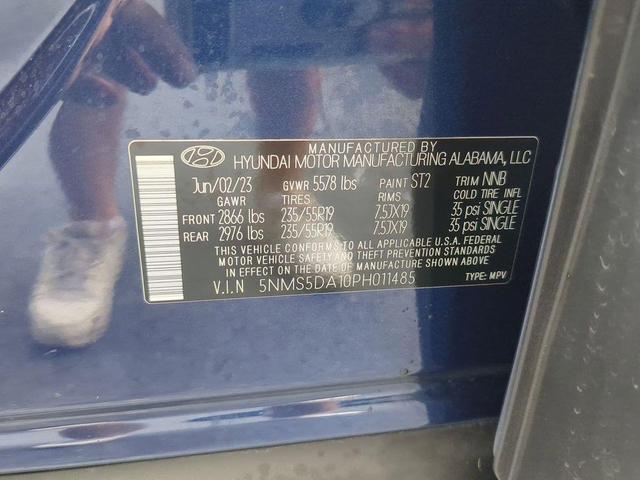 MANUFACTURED BY
HYUNDAI MOTOR MANUFACTURING ALABAMA, LLC
Jun/02/23 GVWR 5578 lbs PAINT ST2 TRIM NNB
GAWR TIRES RIMS COLD TIRE INFL
FRONT 2866 lbs 235/55R19 7.5JX19 35 psi SINGLE
REAR 2976 lbs 235/55R19 7.5JX19 35 psi SINGLE
THIS VEHICLE CONFORMS TO ALL APPLICABLE U.S.A. FEDERAL
MOTOR VEHICLE SAFETY AND THEFT PREVENTION STANDARDS
IN EFFECT ON THE DATE OF MANUFACTURE SHOWN ABOVE.
V.I.N 5NMS5DA10PH011485 TYPE: MPV